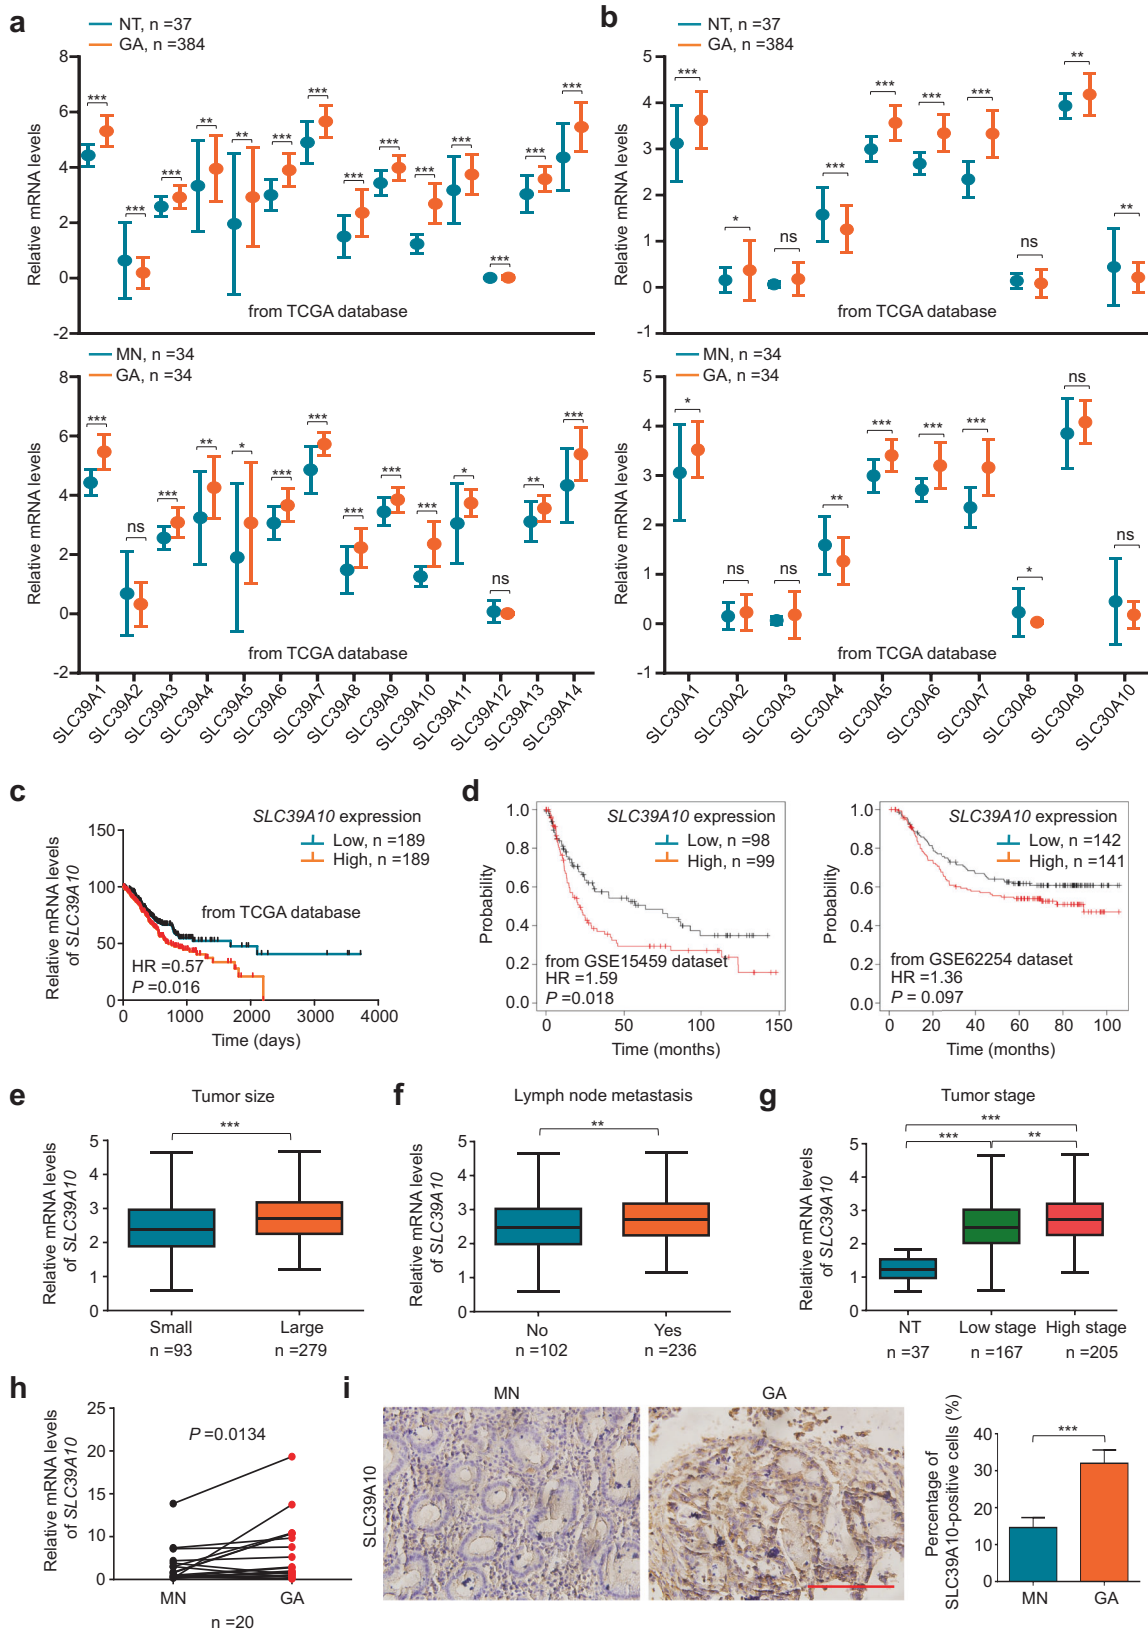 a
NT, n =37
GA, n =384
Relative mRNA levels
8
6
4
2
0
-2
***
***
***
**
**
***
***
***
***
***
***
***
***
***
from TCGA database
MN, n =34
GA, n =34
Relative mRNA levels
8
6
4
2
0
-2
***
ns
***
**
*
***
***
***
***
***
*
ns
**
***
from TCGA database
SLC39A1
SLC39A2
SLC39A3
SLC39A4
SLC39A5
SLC39A6
SLC39A7
SLC39A8
SLC39A9
SLC39A10
SLC39A11
SLC39A12
SLC39A13
SLC39A14
b
NT, n =37
GA, n =384
Relative mRNA levels
5
4
3
2
1
0
-1
***
*
ns
***
***
***
***
ns
**
**
from TCGA database
MN, n =34
GA, n =34
Relative mRNA levels
5
4
3
2
1
0
-1
*
ns
ns
**
***
***
***
*
ns
ns
from TCGA database
SLC30A1
SLC30A2
SLC30A3
SLC30A4
SLC30A5
SLC30A6
SLC30A7
SLC30A8
SLC30A9
SLC30A10
c
SLC39A10 expression
Low, n =189
High, n =189
Relative mRNA levels
of SLC39A10
150
100
50
0
from TCGA database
HR =0.57
P =0.016
0 1000 2000 3000 4000
Time (days)
d
SLC39A10 expression
Low, n =98
High, n =99
Probability
1.0
0.8
0.6
0.4
0.2
0.0
from GSE15459 dataset
HR =1.59
P =0.018
0 50 100 150
Time (months)
SLC39A10 expression
Low, n =142
High, n =141
Probability
1.0
0.8
0.6
0.4
0.2
0.0
from GSE62254 dataset
HR =1.36
P = 0.097
0 20 40 60 80 100
Time (months)
e
Tumor size
***
Relative mRNA levels
of SLC39A10
5
4
3
2
1
0
Small Large
n =93 n =279
f
Lymph node metastasis
**
Relative mRNA levels
of SLC39A10
5
4
3
2
1
0
No Yes
n =102 n =236
g
Tumor stage
***
*** **
Relative mRNA levels
of SLC39A10
5
4
3
2
1
0
NT Low stage High stage
n =37 n =167 n =205
h
Relative mRNA levels
of SLC39A10
25
20
15
10
5
0
P =0.0134
MN GA
n =20
i
MN GA
SLC39A10
Percentage of
SLC39A10-positive cells (%)
40
30
20
10
0
***
MN GA